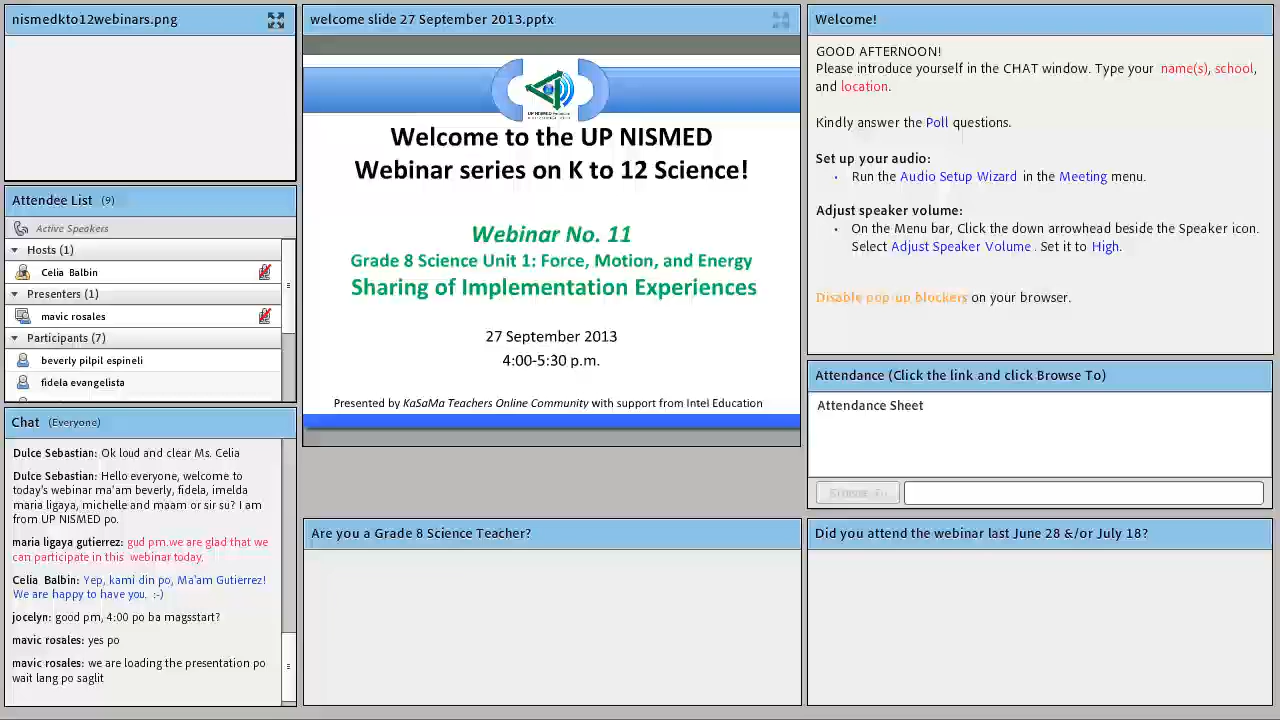 nismedkto12webinars.png
Attendee List (9)
Active Speakers
Hosts (1)
Celia Balbin
Presenters (1)
mavic rosales
Participants (7)
beverly pilpil espineli
fidela evangelista
Chat (Everyone)
Dulce Sebastian: Ok loud and clear Ms. Celia
Dulce Sebastian: Hello everyone, welcome to
today's webinar ma'am beverly, fidela, imelda
maria ligaya, michelle and maam or sir su? I am
from UP NISMED po.
maria ligaya gutierrez: gud pm.we are glad that we
can participate in this webinar today.
Celia Balbin: Yep, kami din po, Ma'am Gutierrez!
We are happy to have you. :-)
jocelyn: good pm, 4:00 po ba magsstart?
mavic rosales: yes po
mavic rosales: we are loading the presentation po
wait lang po saglit
welcome slide 27 September 2013.pptx
Welcome to the UP NISMED
Webinar series on K to 12 Science!
Webinar No. 11
Grade 8 Science Unit 1: Force, Motion, and Energy
Sharing of Implementation Experiences
27 September 2013
4:00-5:30 p.m.
Presented by KaSaMa Teachers Online Community with support from Intel Education
Are you a Grade 8 Science Teacher?
Welcome!
GOOD AFTERNOON!
Please introduce yourself in the CHAT window. Type your name(s), school,
and location.
Kindly answer the Poll questions.
Set up your audio:
• Run the Audio Setup Wizard in the Meeting menu.
Adjust speaker volume:
• On the Menu bar, Click the down arrowhead beside the Speaker icon.
Select Adjust Speaker Volume . Set it to High.
Disable pop-up blockers on your browser.
Attendance (Click the link and click Browse To)
Attendance Sheet
Browse To
Did you attend the webinar last June 28 &/or July 18?